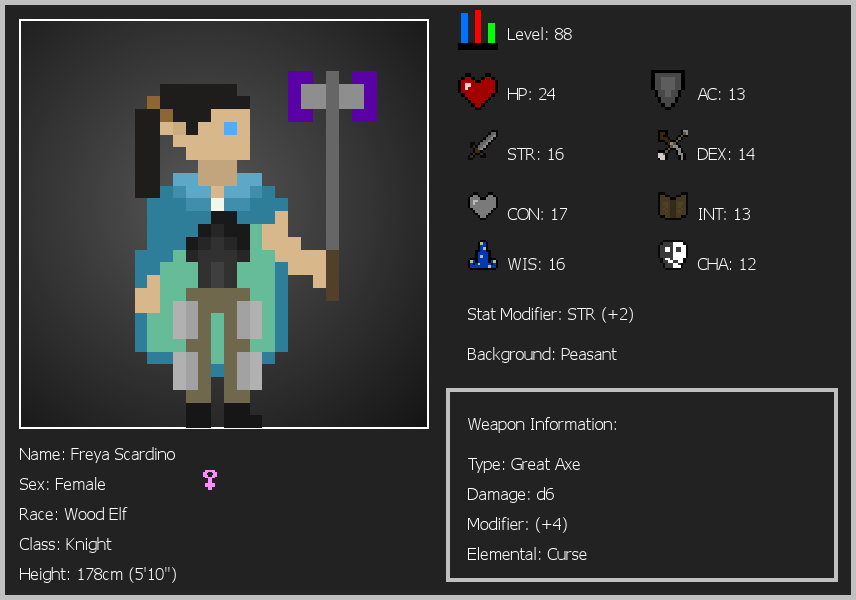 Level: 88
HP: 24
AC: 13
STR: 16
DEX: 14
CON: 17
INT: 13
WIS: 16
CHA: 12
Stat Modifier: STR (+2)
Background: Peasant
Weapon Information:
Type: Great Axe
Damage: d6
Modifier: (+4)
Elemental: Curse
Name: Freya Scardino
Sex: Female
Race: Wood Elf
Class: Knight
Height: 178cm (5'10")